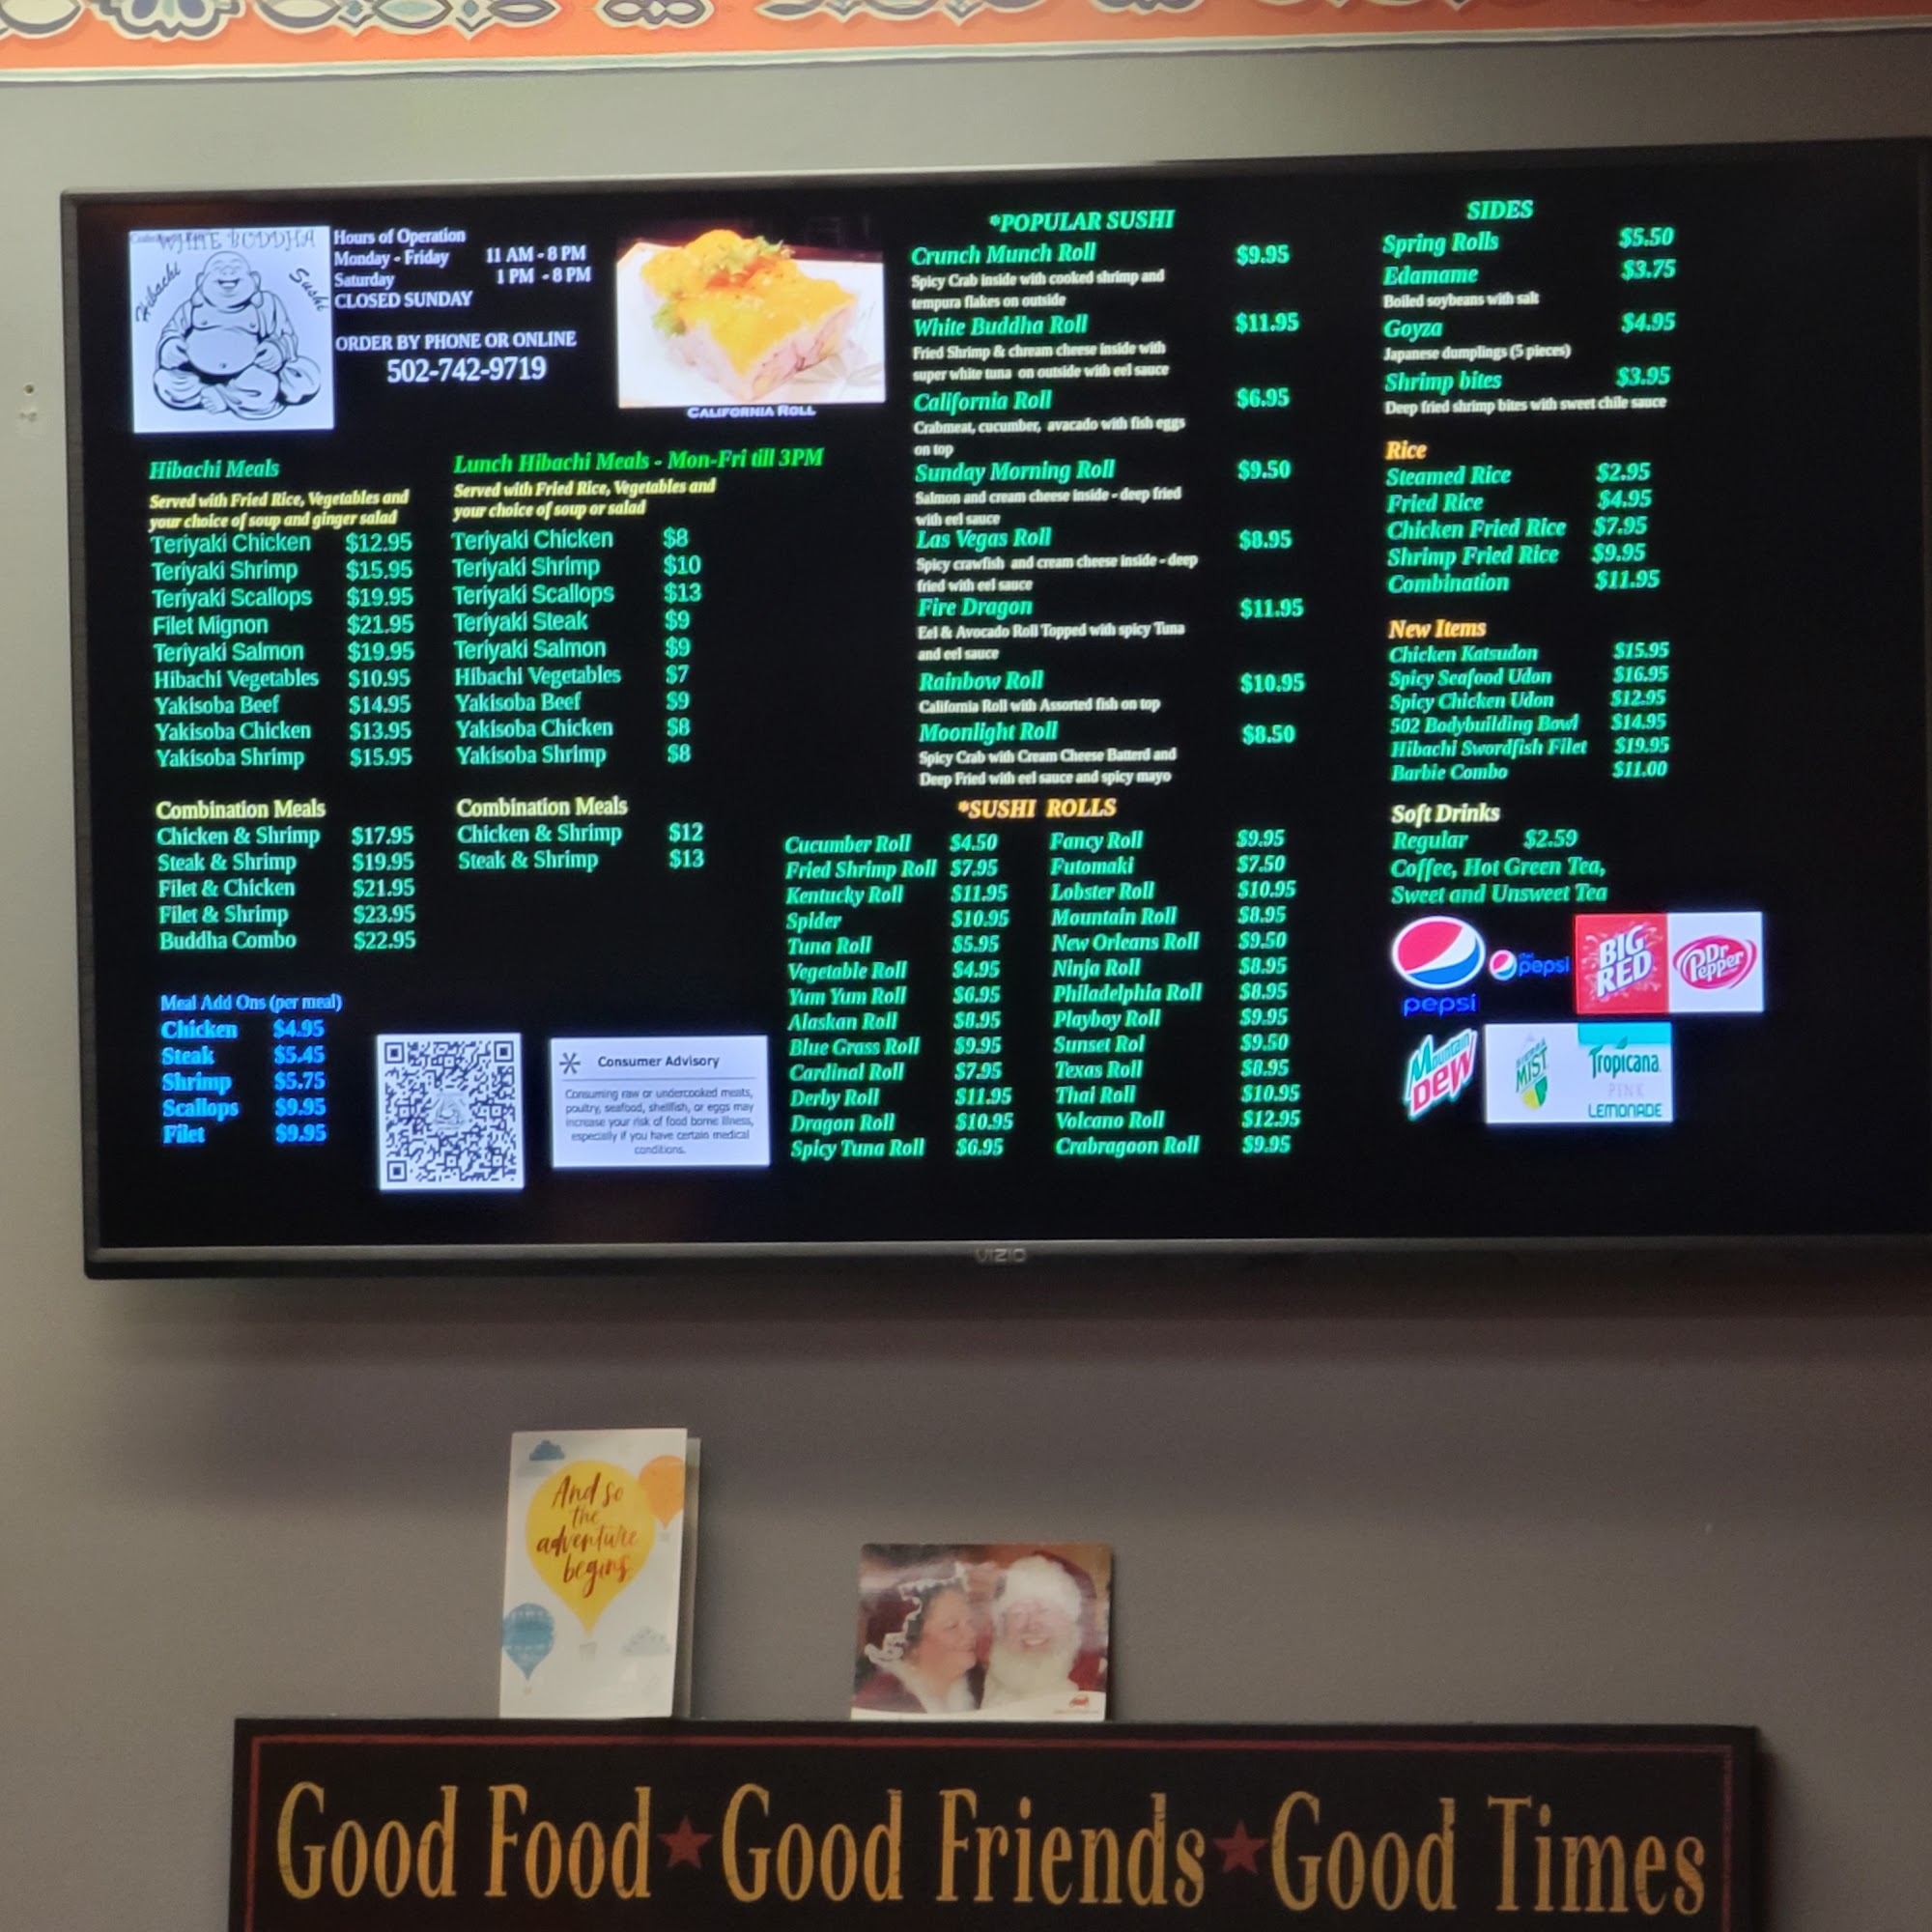 WHITE BUDDHA
Hibachi
Sushi
Hours of Operation
Monday - Friday 11 AM - 8 PM
Saturday 1 PM - 8 PM
CLOSED SUNDAY
ORDER BY PHONE OR ONLINE
502-742-9719
CALIFORNIA ROLL
Hibachi Meals
Served with Fried Rice, Vegetables and
your choice of soup and ginger salad
Teriyaki Chicken $12.95
Teriyaki Shrimp $15.95
Teriyaki Scallops $19.95
Filet Mignon $21.95
Teriyaki Salmon $19.95
Hibachi Vegetables $10.95
Yakisoba Beef $14.95
Yakisoba Chicken $13.95
Yakisoba Shrimp $15.95
Combination Meals
Chicken & Shrimp $17.95
Steak & Shrimp $19.95
Filet & Chicken $21.95
Filet & Shrimp $23.95
Buddha Combo $22.95
Meal Add Ons (per meal)
Chicken $4.95
Steak $5.45
Shrimp $5.75
Scallops $9.95
Filet $9.95
Lunch Hibachi Meals - Mon-Fri till 3PM
Served with Fried Rice, Vegetables and
your choice of soup or salad
Teriyaki Chicken $8
Teriyaki Shrimp $10
Teriyaki Scallops $13
Teriyaki Steak $9
Teriyaki Salmon $9
Hibachi Vegetables $7
Yakisoba Beef $9
Yakisoba Chicken $8
Yakisoba Shrimp $8
Combination Meals
Chicken & Shrimp $12
Steak & Shrimp $13
* Consumer Advisory
Consuming raw or undercooked meats,
poultry, seafood, shellfish, or eggs may
increase your risk of food borne illness,
especially if you have certain medical
conditions.
*POPULAR SUSHI
Crunch Munch Roll $9.95
Spicy Crab inside with cooked shrimp and
tempura flakes on outside
White Buddha Roll $11.95
Fried Shrimp & chream cheese inside with
super white tuna on outside with eel sauce
California Roll $6.95
Crabmeat, cucumber, avacado with fish eggs
on top
Sunday Morning Roll $9.50
Salmon and cream cheese inside - deep fried
with eel sauce
Las Vegas Roll $8.95
Spicy crawfish and cream cheese inside - deep
fried with eel sauce
Fire Dragon $11.95
Eel & Avocado Roll Topped with spicy Tuna
and eel sauce
Rainbow Roll $10.95
California Roll with Assorted fish on top
Moonlight Roll $8.50
Spicy Crab with Cream Cheese Batterd and
Deep Fried with eel sauce and spicy mayo
*SUSHI ROLLS
Cucumber Roll $4.50
Fried Shrimp Roll $7.95
Kentucky Roll $11.95
Spider $10.95
Tuna Roll $5.95
Vegetable Roll $4.95
Yum Yum Roll $6.95
Alaskan Roll $8.95
Blue Grass Roll $9.95
Cardinal Roll $7.95
Derby Roll $11.95
Dragon Roll $10.95
Spicy Tuna Roll $6.95
Fancy Roll $9.95
Futomaki $7.50
Lobster Roll $10.95
Mountain Roll $8.95
New Orleans Roll $9.50
Ninja Roll $8.95
Philadelphia Roll $8.95
Playboy Roll $9.95
Sunset Rol $9.50
Texas Roll $8.95
Thai Roll $10.95
Volcano Roll $12.95
Crabragoon Roll $9.95
SIDES
Spring Rolls $5.50
Edamame $3.75
Boiled soybeans with salt
Goyza $4.95
Japanese dumplings (5 pieces)
Shrimp bites $3.95
Deep fried shrimp bites with sweet chile sauce
Rice
Steamed Rice $2.95
Fried Rice $4.95
Chicken Fried Rice $7.95
Shrimp Fried Rice $9.95
Combination $11.95
New Items
Chicken Katsudon $15.95
Spicy Seafood Udon $16.95
Spicy Chicken Udon $12.95
502 Bodybuilding Bowl $14.95
Hibachi Swordfish Filet $19.95
Barbie Combo $11.00
Soft Drinks
Regular $2.59
Coffee, Hot Green Tea,
Sweet and Unsweet Tea
pepsi
pepsi
BIG
RED
Dr Pepper
Mountain
DEW
MIST
Tropicana
PINK
LEMONADE
VIZIO
And so
the
adventure
begins
Good Food ★ Good Friends ★ Good Times